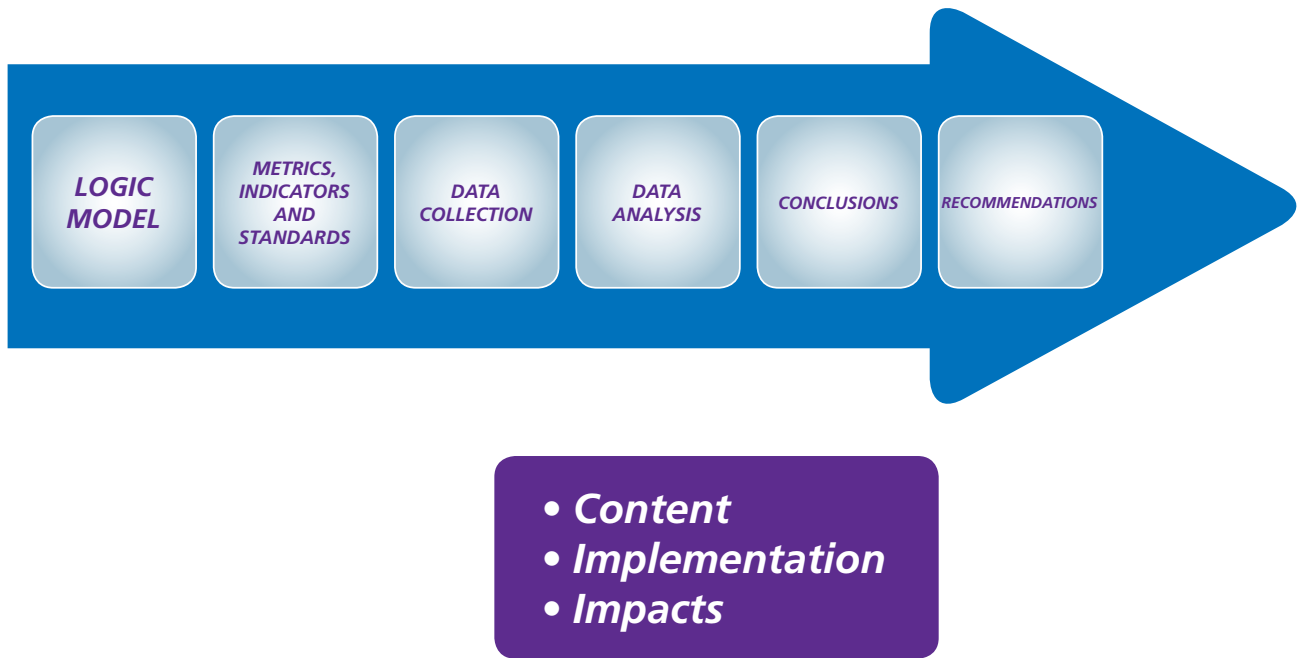 LOGIC
MODEL
METRICS,
INDICATORS
AND
STANDARDS
DATA
COLLECTION
DATA
ANALYSIS
CONCLUSIONS
RECOMMENDATIONS
• Content
• Implementation
• Impacts